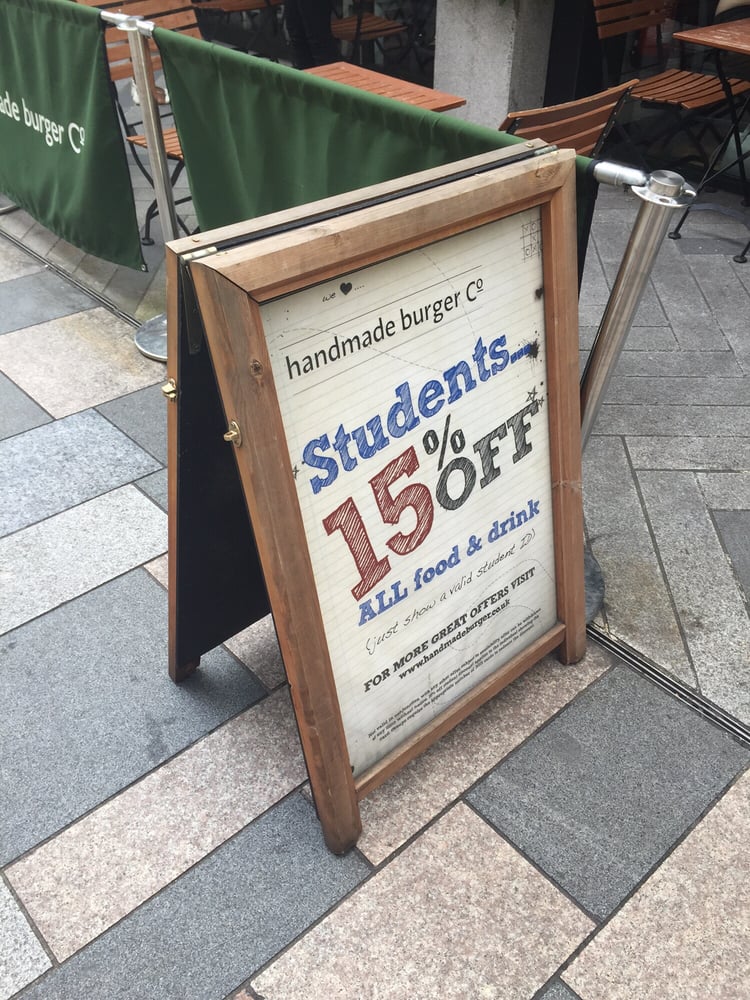 ade burger Cº
we ♥....
handmade burger Cº
Students...
15% OFF
ALL food & drink
(just show a valid student ID)
FOR MORE GREAT OFFERS VISIT
www.handmadeburger.co.uk